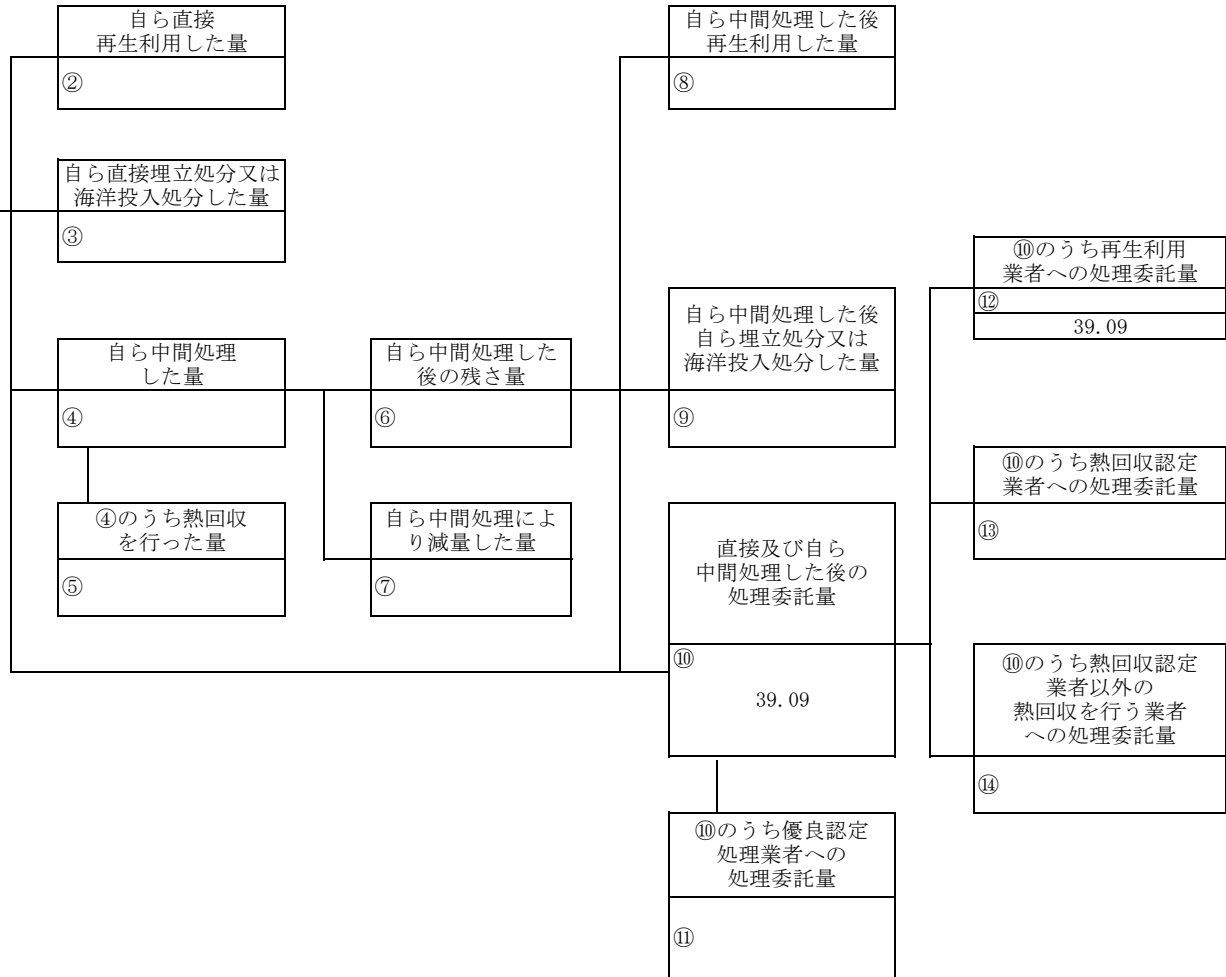 自ら直接
再生利用した量
②
自ら直接埋立処分又は
海洋投入処分した量
③
自ら中間処理
した量
④
④のうち熱回収
を行った量
⑤
自ら中間処理した
後の残さ量
⑥
自ら中間処理によ
り減量した量
⑦
自ら中間処理した後
再生利用した量
⑧
自ら中間処理した後
自ら埋立処分又は
海洋投入処分した量
⑨
直接及び自ら
中間処理した後の
処理委託量
⑩
39.09
⑩のうち優良認定
処理業者への
処理委託量
⑪
⑩のうち再生利用
業者への処理委託量
⑫
39.09
⑩のうち熱回収認定
業者への処理委託量
⑬
⑩のうち熱回収認定
業者以外の
熱回収を行う業者
への処理委託量
⑭